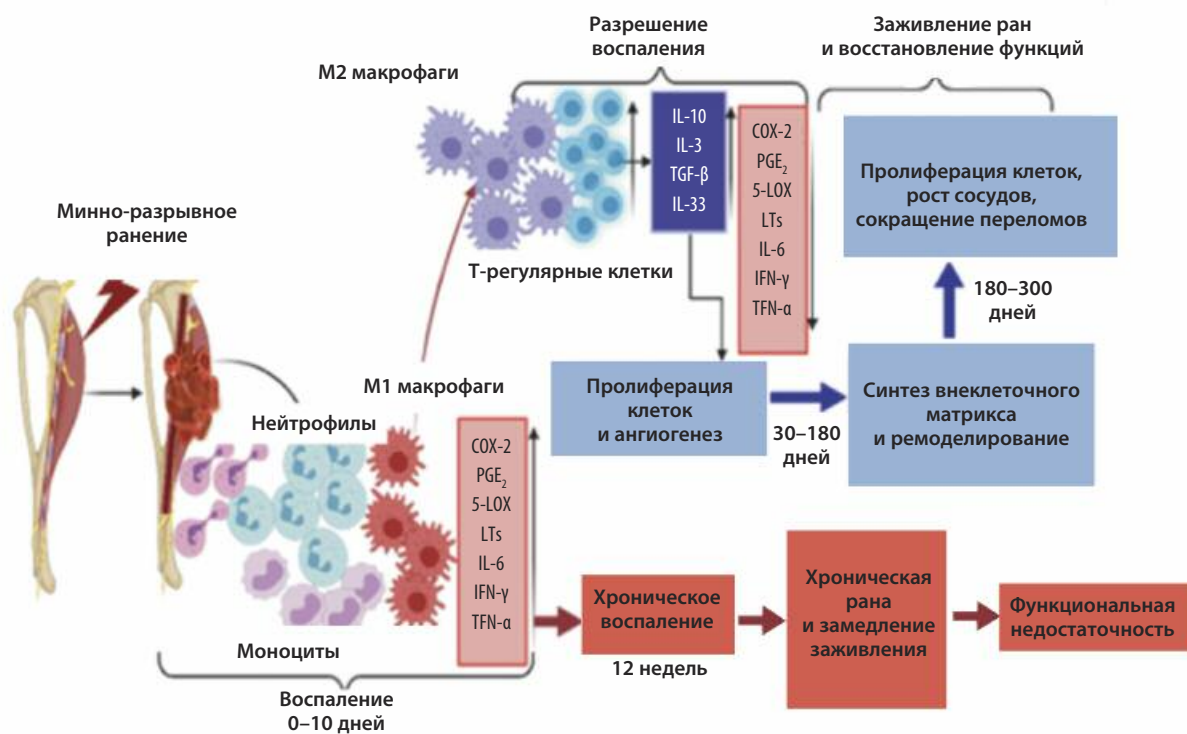 Разрешение
воспаления
Заживление ран
и восстановление функций
М2 макрофаги
IL-10
IL-3
TGF-β
IL-33
COX-2
PGE₂
5-LOX
LTs
IL-6
IFN-γ
TFN-α
Пролиферация клеток,
рост сосудов,
сокращение переломов
Минно-разрывное
ранение
Т-регулярные клетки
180–300
дней
М1 макрофаги
Пролиферация
клеток
и ангиогенез
30–180
дней
Синтез внеклеточного
матрикса
и ремоделирование
Нейтрофилы
COX-2
PGE₂
5-LOX
LTs
IL-6
IFN-γ
TFN-α
Моноциты
Воспаление
0–10 дней
Хроническое
воспаление
12 недель
Хроническая
рана
и замедление
заживления
Функциональная
недостаточность